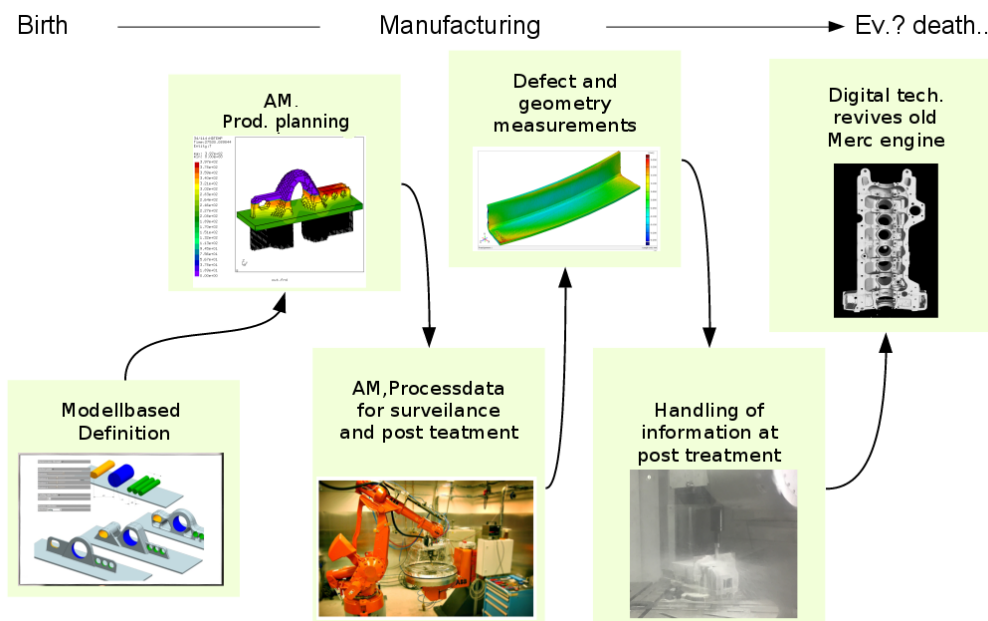 Birth
Manufacturing
Ev.? death..
AM.
Prod. planning
Defect and
geometry
measurements
Digital tech.
revives old
Merc engine
Modellbased
Definition
AM,Processdata
for surveilance
and post teatment
Handling of
information at
post treatment